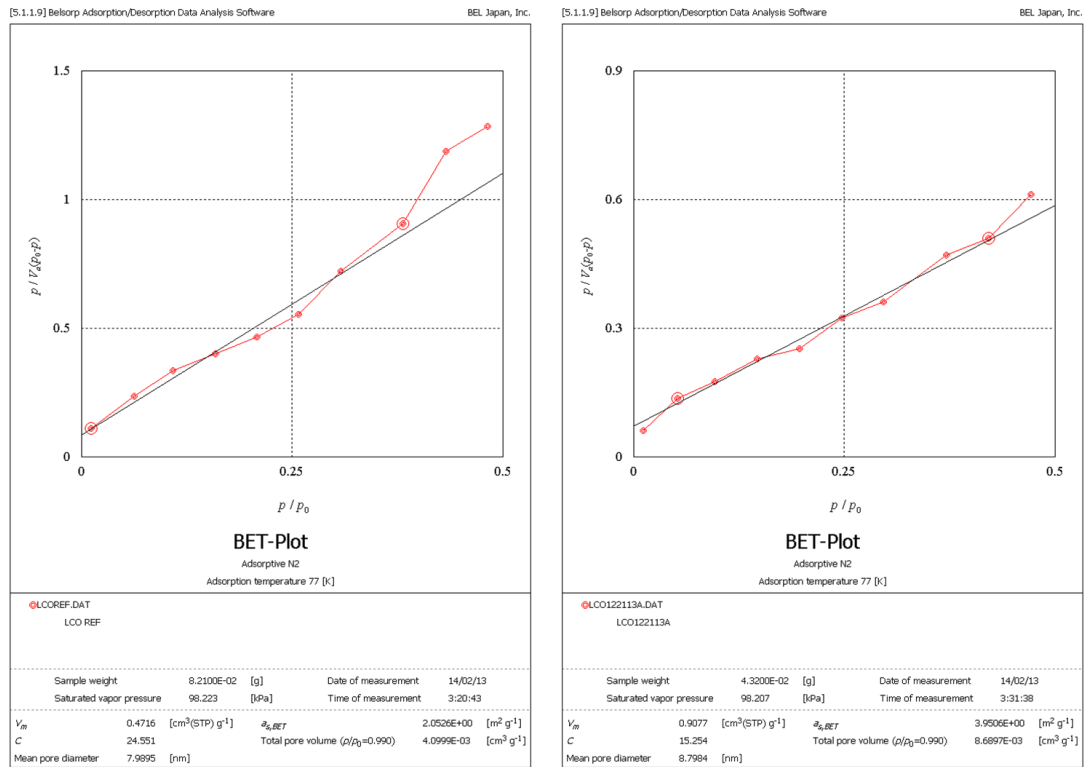 [5.1.1.9] Belsorp Adsorption/Desorption Data Analysis Software BEL Japan, Inc.
1.5
1
0.5
0
0 0.25 0.5
p / Va(p0-p)
p / p0
BET-Plot
Adsorptive N2
Adsorption temperature 77 [K]
LCOREF.DAT
LCO REF
Sample weight 8.2100E-02 [g] Date of measurement 14/02/13
Saturated vapor pressure 98.223 [kPa] Time of measurement 3:20:43
Vm 0.4716 [cm3(STP) g-1] as,BET 2.0526E+00 [m2 g-1]
C 24.551 Total pore volume (p/p0=0.990) 4.0999E-03 [cm3 g-1]
Mean pore diameter 7.9895 [nm]
[5.1.1.9] Belsorp Adsorption/Desorption Data Analysis Software BEL Japan, Inc.
0.9
0.6
0.3
0
0 0.25 0.5
p / Va(p0-p)
p / p0
BET-Plot
Adsorptive N2
Adsorption temperature 77 [K]
LCO122113A.DAT
LCO122113A
Sample weight 4.3200E-02 [g] Date of measurement 14/02/13
Saturated vapor pressure 98.207 [kPa] Time of measurement 3:31:38
Vm 0.9077 [cm3(STP) g-1] as,BET 3.9506E+00 [m2 g-1]
C 15.254 Total pore volume (p/p0=0.990) 8.6897E-03 [cm3 g-1]
Mean pore diameter 8.7984 [nm]